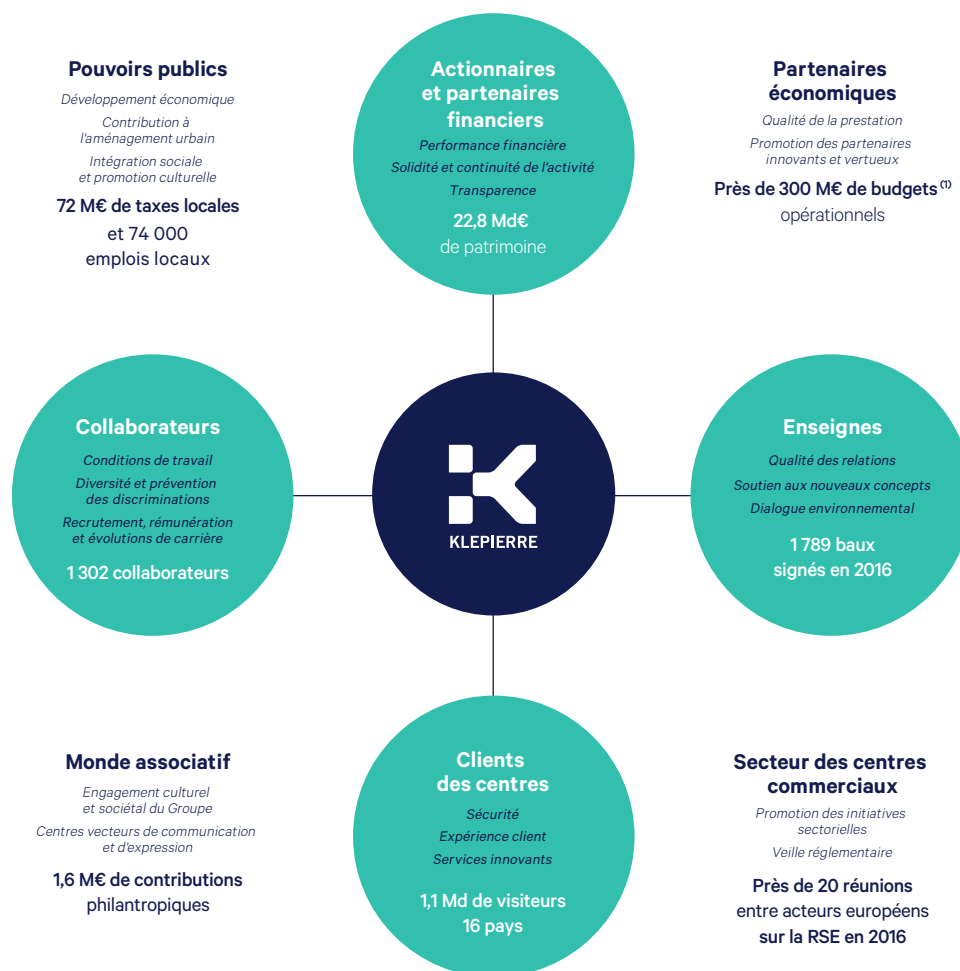 Pouvoirs publics
Développement économique
Contribution à
l'aménagement urbain
Intégration sociale
et promotion culturelle
72 M€ de taxes locales
et 74 000
emplois locaux
Actionnaires
et partenaires
financiers
Performance financière
Solidité et continuité de l'activité
Transparence
22,8 Md€
de patrimoine
Partenaires
économiques
Qualité de la prestation
Promotion des partenaires
innovants et vertueux
Près de 300 M€ de budgets (1)
opérationnels
Collaborateurs
Conditions de travail
Diversité et prévention
des discriminations
Recrutement, rémunération
et évolutions de carrière
1 302 collaborateurs
KLEPIERRE
Enseignes
Qualité des relations
Soutien aux nouveaux concepts
Dialogue environnemental
1 789 baux
signés en 2016
Monde associatif
Engagement culturel
et sociétal du Groupe
Centres vecteurs de communication
et d'expression
1,6 M€ de contributions
philantropiques
Clients
des centres
Sécurité
Expérience client
Services innovants
1,1 Md de visiteurs
16 pays
Secteur des centres
commerciaux
Promotion des initiatives
sectorielles
Veille réglementaire
Près de 20 réunions
entre acteurs européens
sur la RSE en 2016